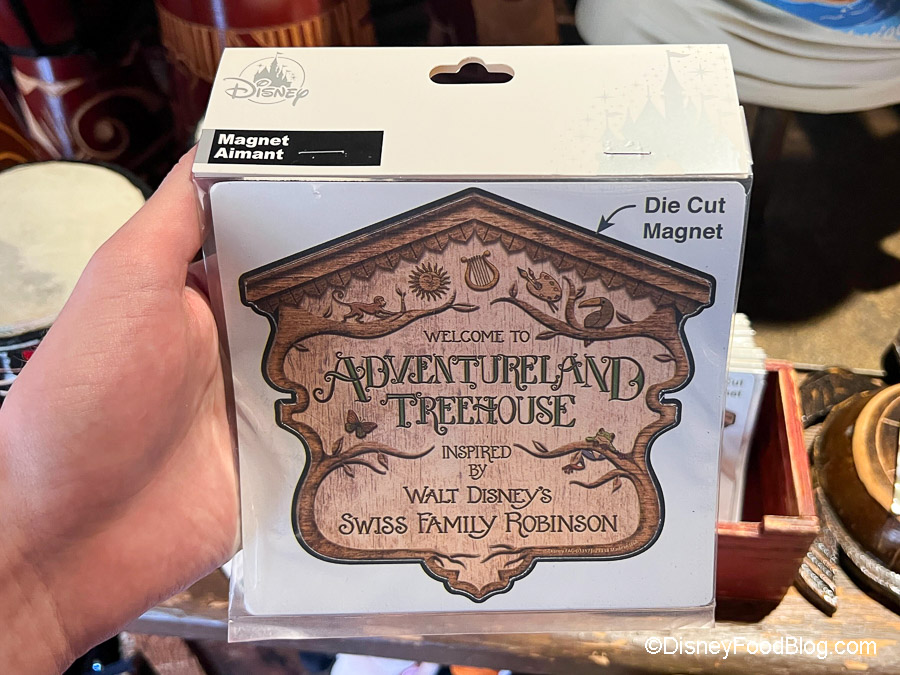 Disney
Magnet
Aimant
Die Cut
Magnet
WELCOME TO
ADVENTURELAND
TREEHOUSE
INSPIRED
BY
WALT DISNEY'S
SWISS FAMILY ROBINSON
©DisneyFoodBlog.com